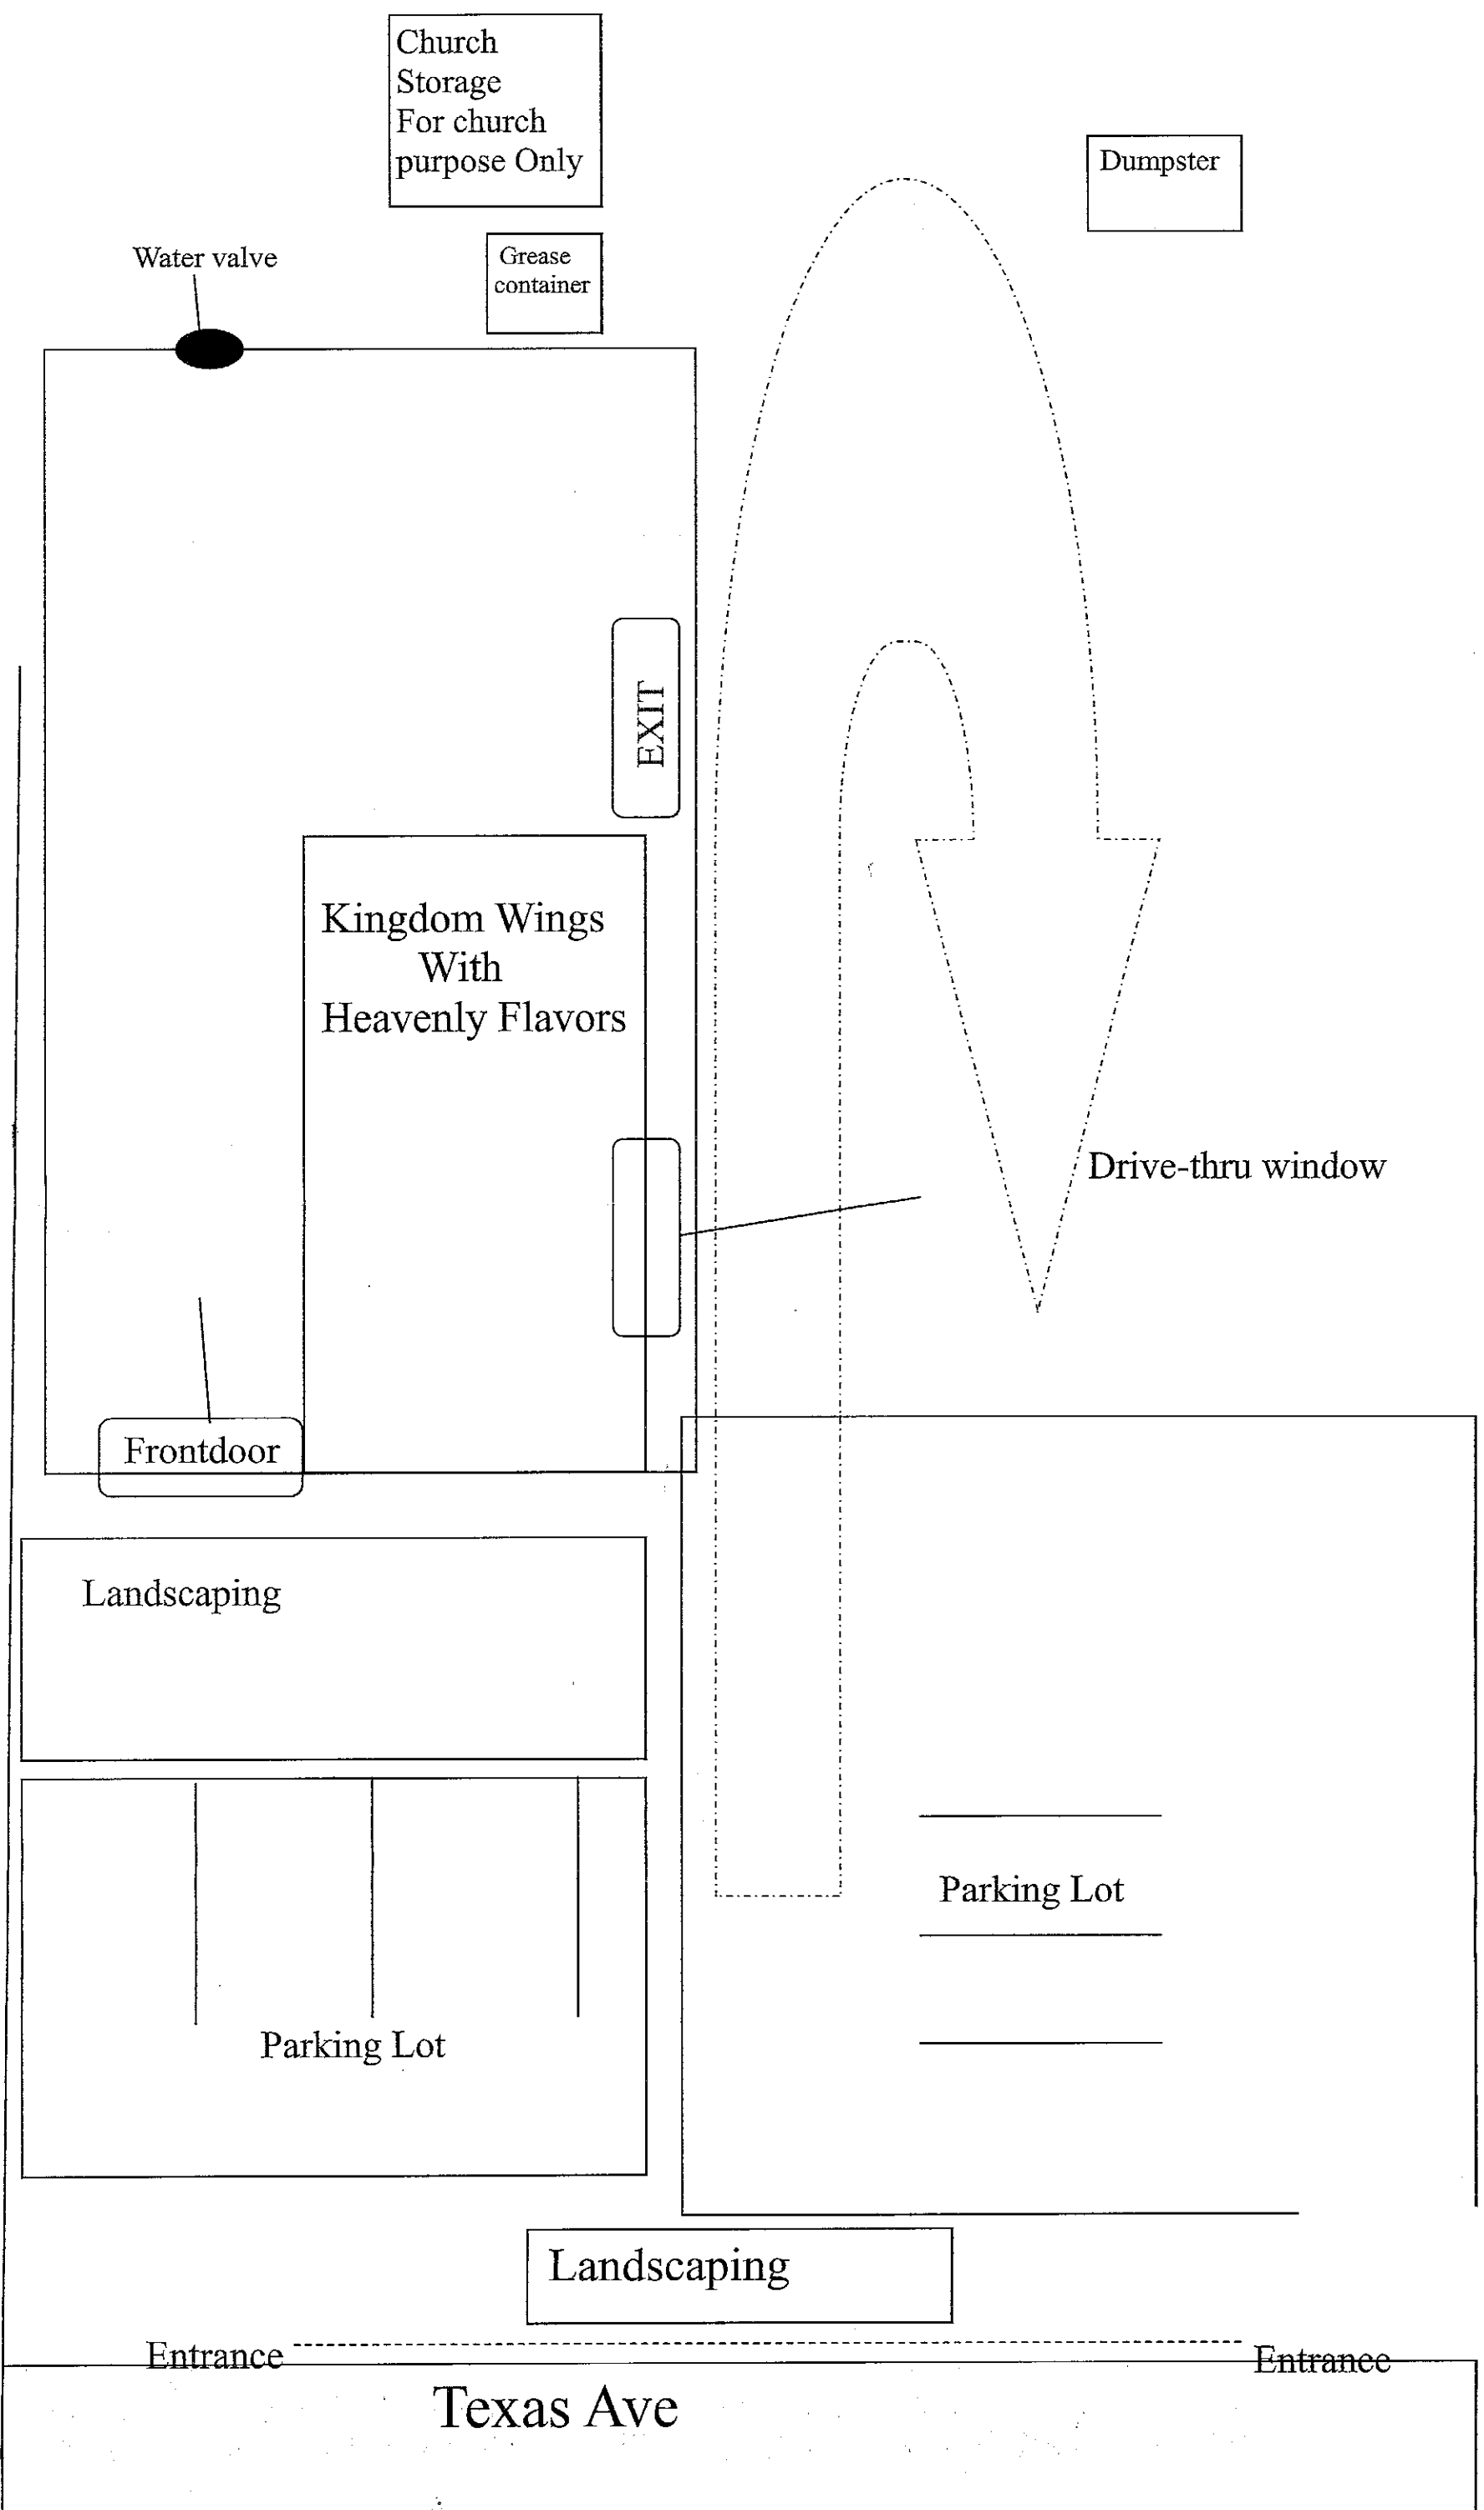 Church
Storage
For church
purpose Only
Dumpster
Water valve
Grease
container
EXIT
Kingdom Wings
With
Heavenly Flavors
Drive-thru window
Frontdoor
Landscaping
Parking Lot
Parking Lot
Landscaping
Entrance
Entrance
Texas Ave